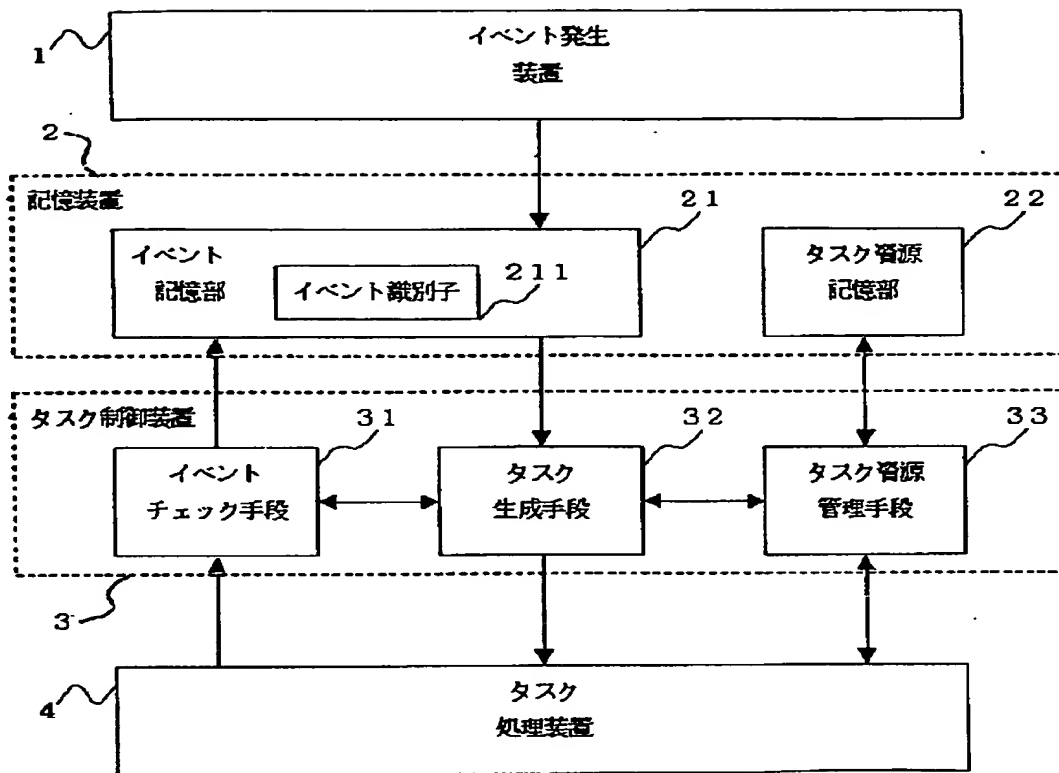 1
イベント発生
装置
2
記憶装置
21
22
イベント
記憶部
イベント識別子
211
タスク資源
記憶部
タスク制御装置
31
32
33
イベント
チェック手段
タスク
生成手段
タスク資源
管理手段
3
4
タスク
処理装置